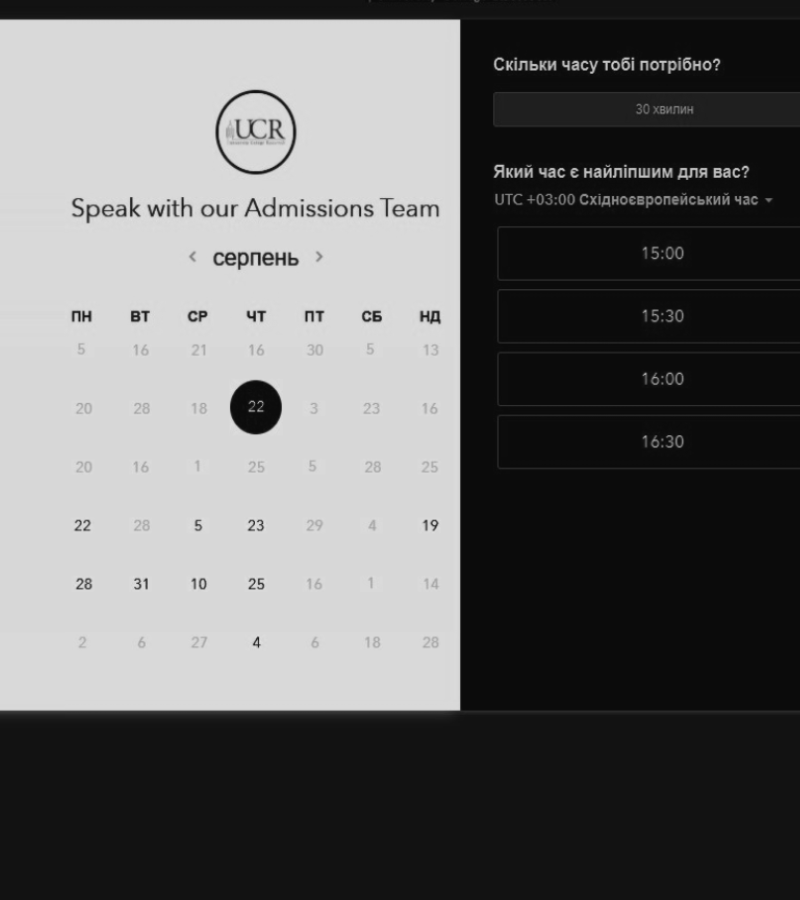 UCR
Speak with our Admissions Team
серпень
ПН ВТ СР ЧТ ПТ СБ НД
5 16 21 16 30 5 13
20 28 18 22 3 23 16
20 16 1 25 5 28 25
22 28 5 23 29 4 19
28 31 10 25 16 1 14
2 6 27 4 6 18 28
Скільки часу тобі потрібно?
30 хвилин
Який час є найліпшим для вас?
UTC +03:00 Східноєвропейський час
15:00
15:30
16:00
16:30